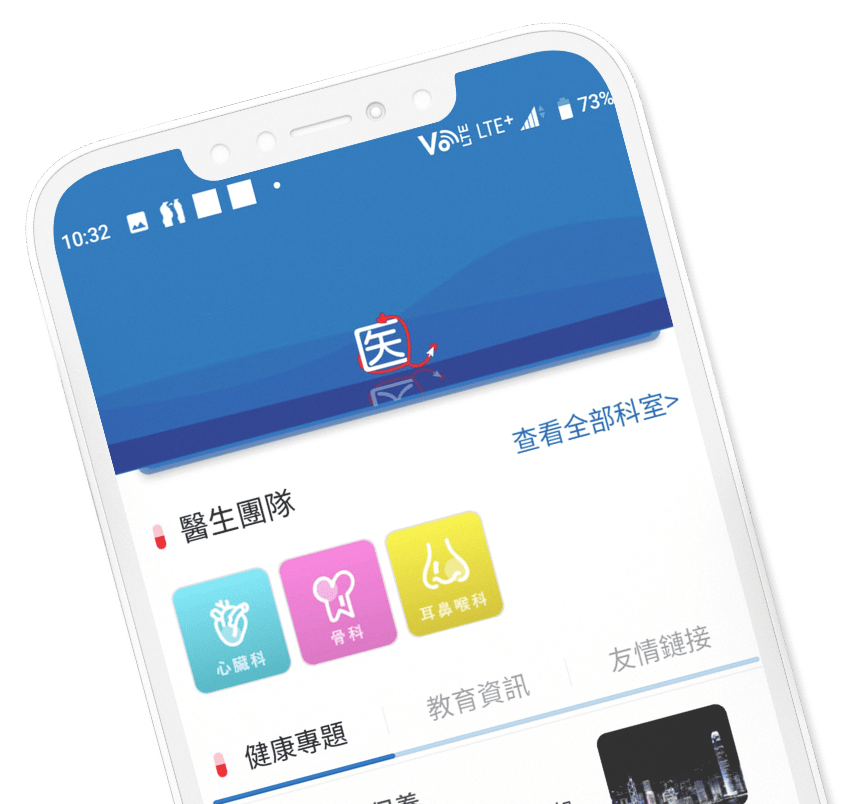 10:32 VoLTE LTE+ 73%
医
查看全部科室>
醫生團隊
心臟科 骨科 耳鼻喉科
健康專題 教育資訊 友情鏈接